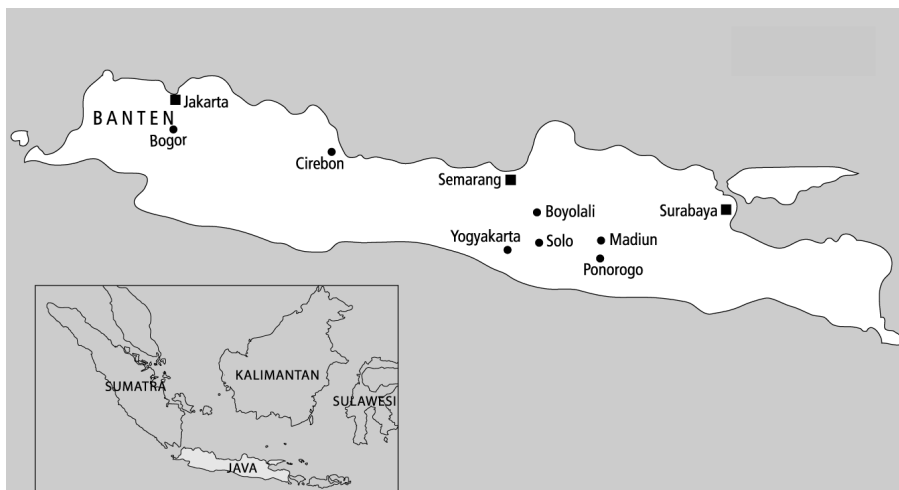 Jakarta
BANTEN
Bogor
Cirebon
Semarang
Boyolali
Surabaya
Yogyakarta
Solo
Madiun
Ponorogo
KALIMANTAN
SUMATRA
SULAWESI
JAVA